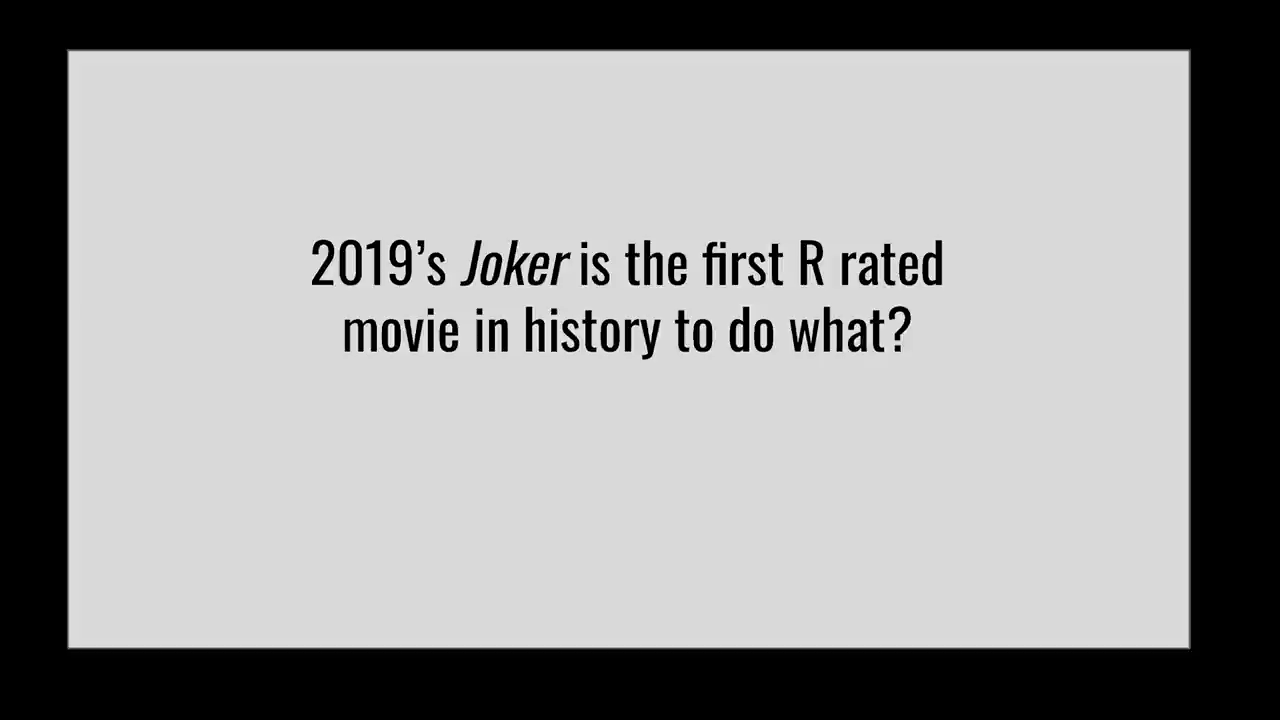 2019’s Joker is the first R rated
movie in history to do what?